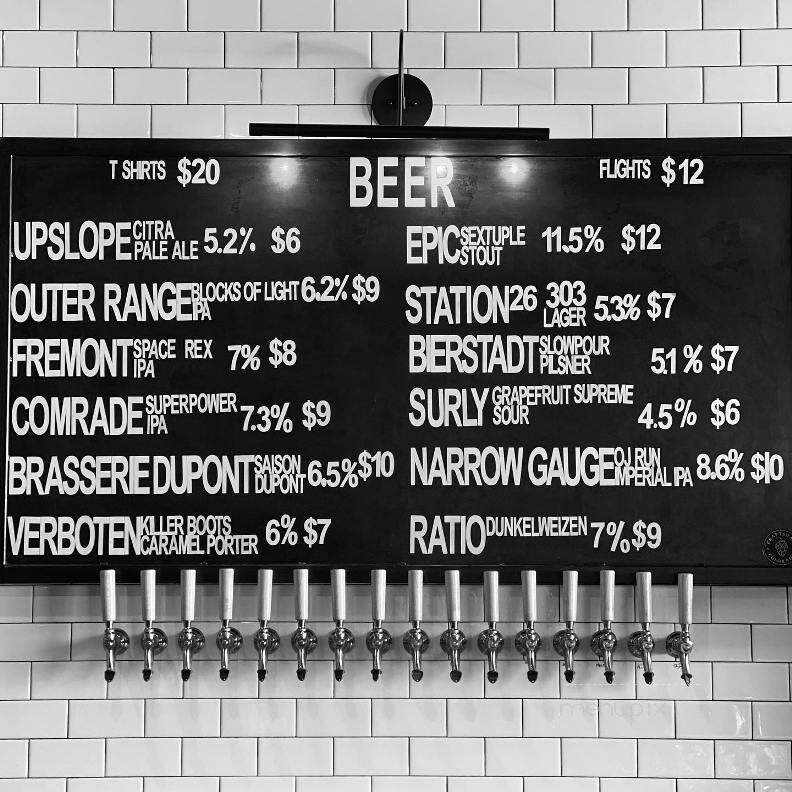 T SHIRTS $20
BEER
FLIGHTS $12
UPSLOPE CITRA PALE ALE 5.2% $6
OUTER RANGE BLOCKS OF LIGHT IPA 6.2% $9
FREMONT SPACE REX IPA 7% $8
COMRADE SUPERPOWER IPA 7.3% $9
BRASSERIE DUPONT SAISON DUPONT 6.5% $10
VERBOTEN KILLER BOOTS CARAMEL PORTER 6% $7
EPIC SEXTUPLE STOUT 11.5% $12
STATION 26 303 LAGER 5.3% $7
BIERSTADT SLOWPOUR PILSNER 5.1% $7
SURLY GRAPEFRUIT SUPREME SOUR 4.5% $6
NARROW GAUGE OJ RUN IMPERIAL IPA 8.6% $10
RATIO DUNKELWEIZEN 7% $9
menupix